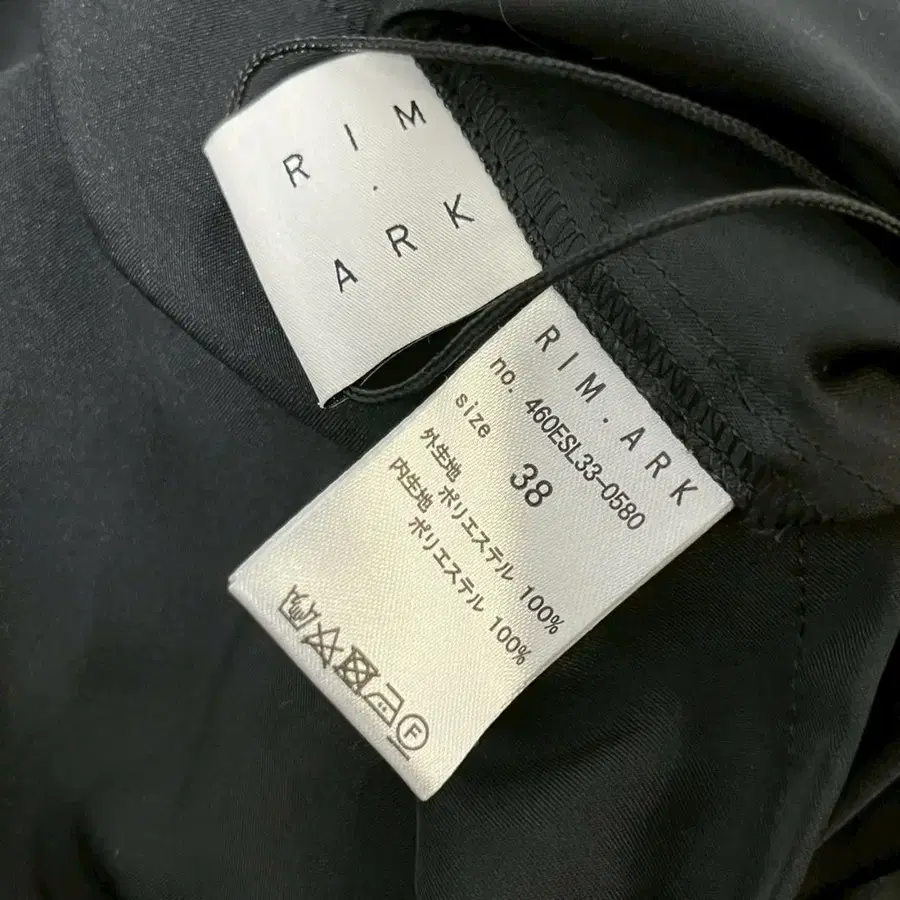 RIM
.
ARK
RIM.ARK
no. 460ESL33-0580
size 38
外生地 ポリエステル 100%
内生地 ポリエステル 100%
F